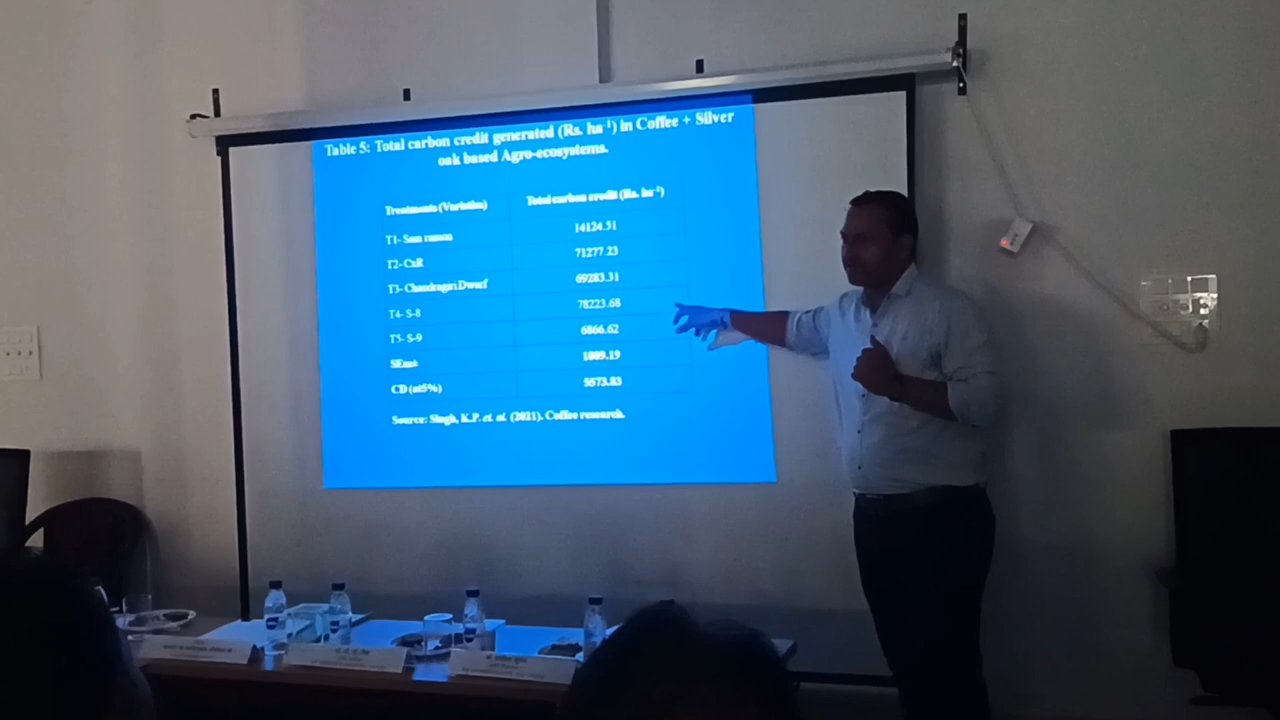 Table 5: Total carbon credit generated (Rs. ha⁻¹) in Coffee + Silver
oak based Agro-ecosystems.
Treatments (Varieties) Total carbon credit (Rs. ha⁻¹)
T1- San ramon 14124.51
T2- CxR 71277.23
T3- Chandragiri Dwarf 69283.31
T4- S-8 78223.68
T5- S-9 6866.62
SEm± 1809.19
CD (at5%) 5573.83
Source: Singh, K.P. et. al. (2021). Coffee research.